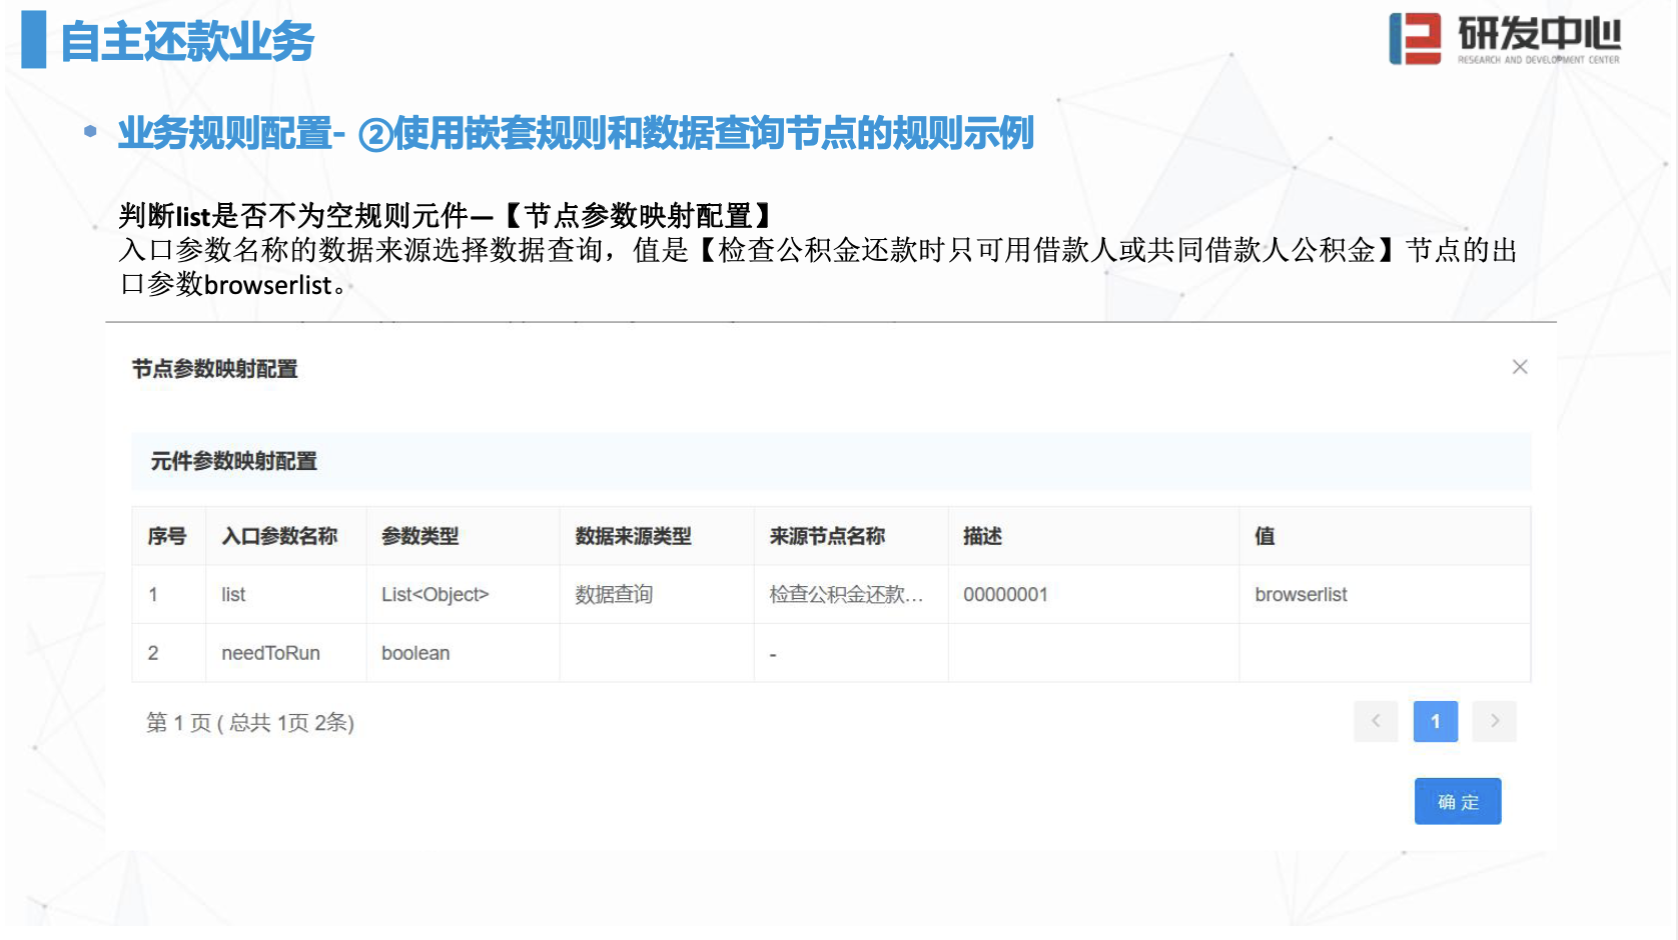 自主还款业务
研发中心
RESEARCH AND DEVELOPMENT CENTER
• 业务规则配置- ②使用嵌套规则和数据查询节点的规则示例
判断list是否不为空规则元件—【节点参数映射配置】
入口参数名称的数据来源选择数据查询，值是【检查公积金还款时只可用借款人或共同借款人公积金】节点的出
口参数browserlist。
节点参数映射配置
元件参数映射配置
序号 入口参数名称 参数类型 数据来源类型 来源节点名称 描述 值
1 list List<Object> 数据查询 检查公积金还款... 00000001 browserlist
2 needToRun boolean -
第 1 页 ( 总共 1页 2条)
1
确 定